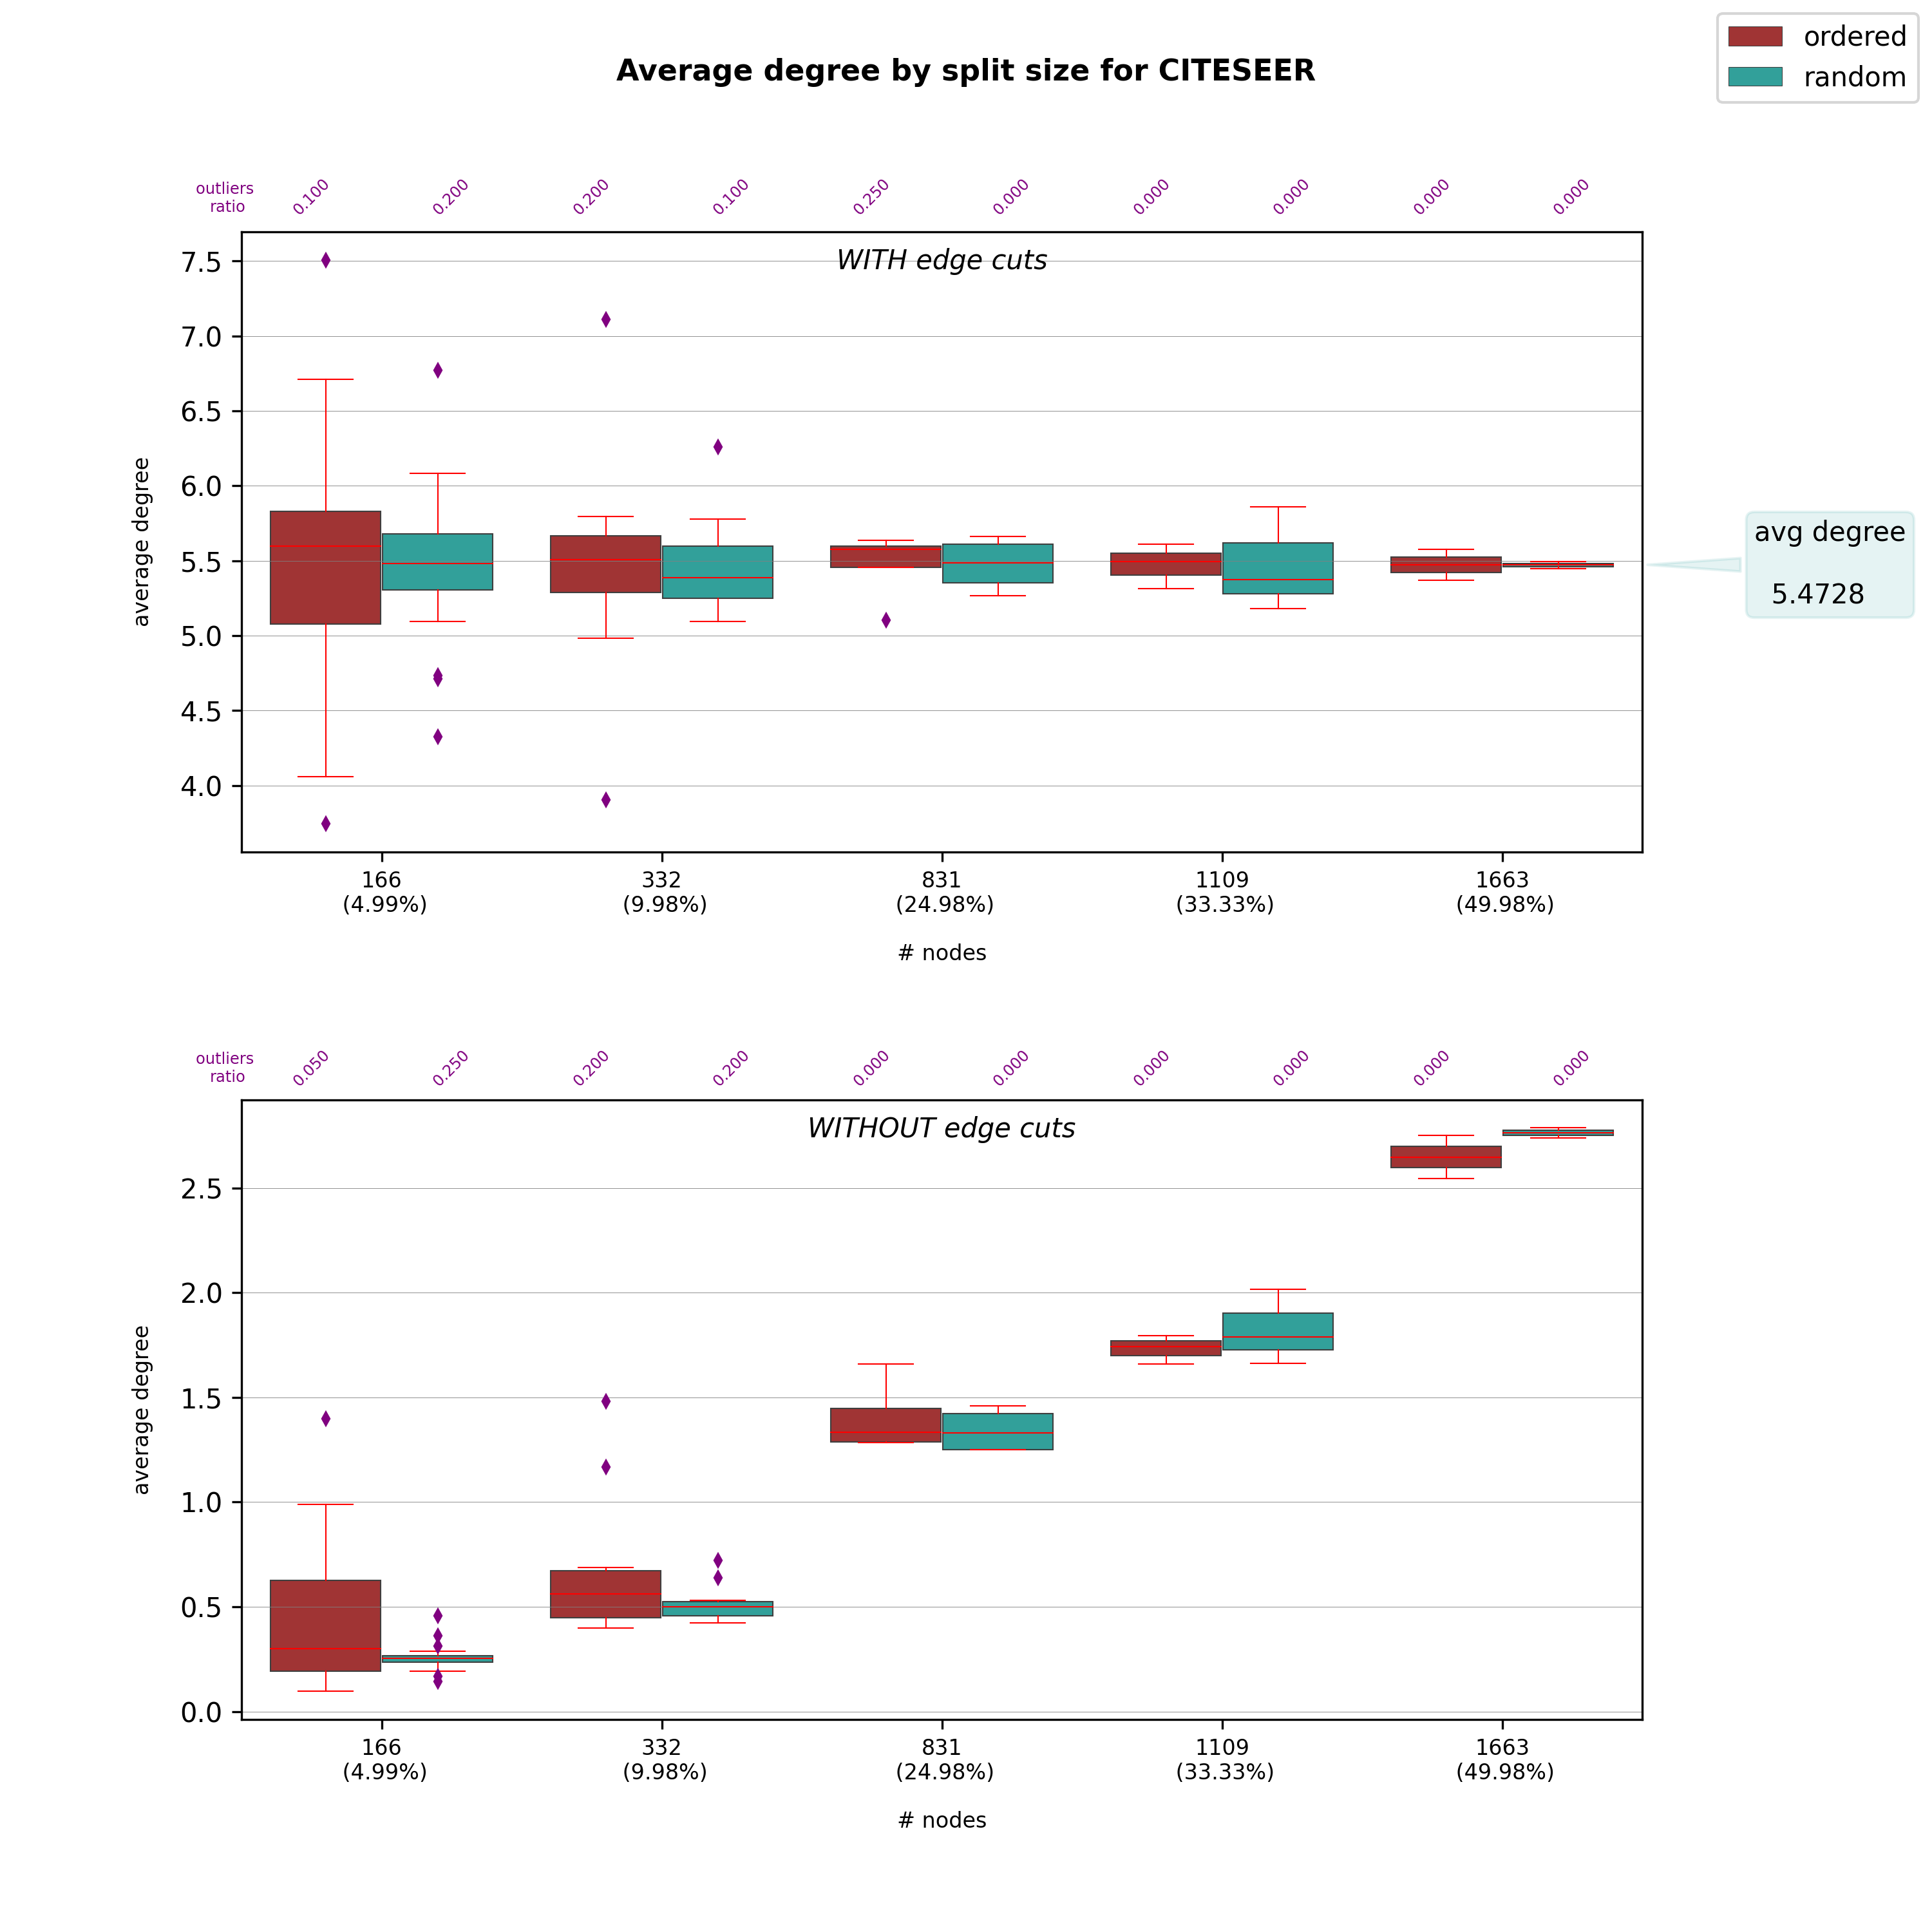 ordered
random
Average degree by split size for CITESEER
outliers
ratio
0.100 0.200 0.200 0.100 0.250 0.000 0.000 0.000 0.000 0.000
WITH edge cuts
7.5
7.0
6.5
6.0
5.5
5.0
4.5
4.0
average degree
avg degree
5.4728
166 332 831 1109 1663
(4.99%) (9.98%) (24.98%) (33.33%) (49.98%)
# nodes
outliers
ratio
0.050 0.250 0.200 0.200 0.000 0.000 0.000 0.000 0.000 0.000
WITHOUT edge cuts
2.5
2.0
1.5
1.0
0.5
0.0
average degree
166 332 831 1109 1663
(4.99%) (9.98%) (24.98%) (33.33%) (49.98%)
# nodes